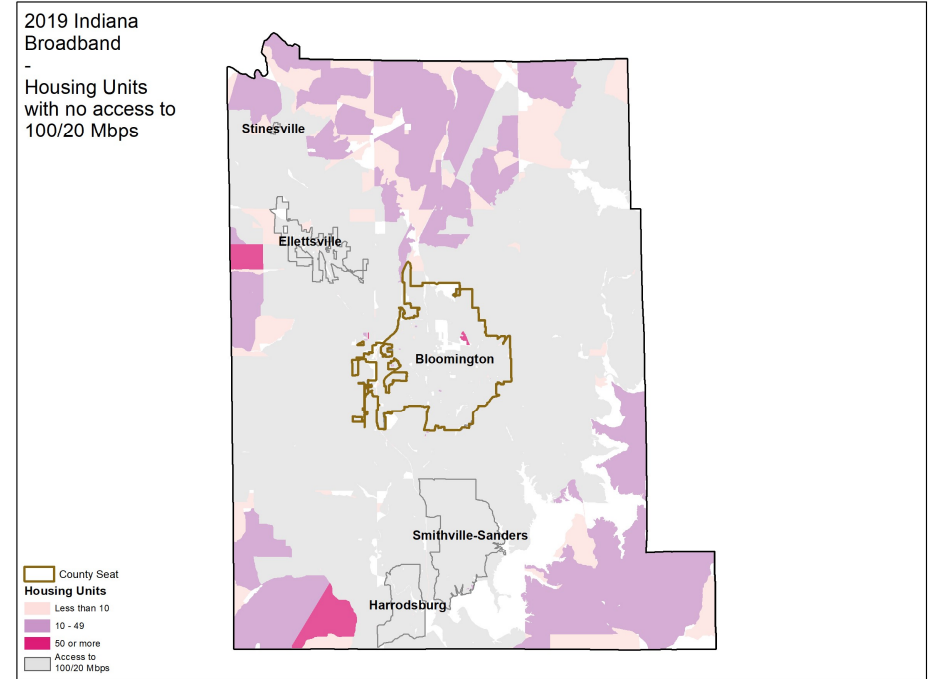 2019 Indiana
Broadband
-
Housing Units
with no access to
100/20 Mbps
Stinesville
Ellettsville
Bloomington
Smithville-Sanders
Harrodsburg
County Seat
Housing Units
Less than 10
10 - 49
50 or more
Access to
100/20 Mbps